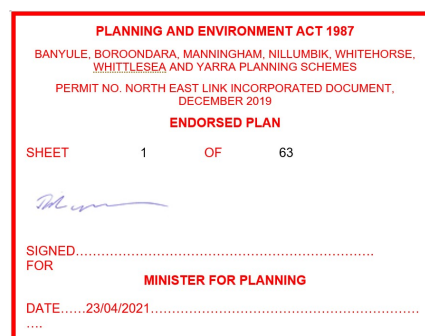 PLANNING AND ENVIRONMENT ACT 1987
BANYULE, BOROONDARA, MANNINGHAM, NILLUMBIK, WHITEHORSE,
WHITTLESEA AND YARRA PLANNING SCHEMES
PERMIT NO. NORTH EAST LINK INCORPORATED DOCUMENT,
DECEMBER 2019
ENDORSED PLAN
SHEET 1 OF 63
SIGNED……………………………………………………………….
FOR
MINISTER FOR PLANNING
DATE……23/04/2021…………………………………………………………
….